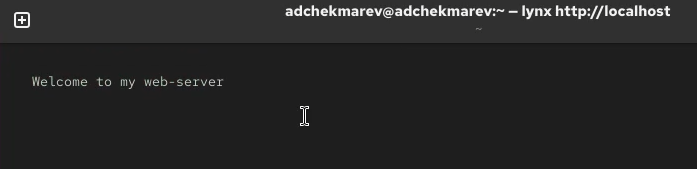 adchekmarev@adchekmarev:~ — lynx http://localhost
~
Welcome to my web-server